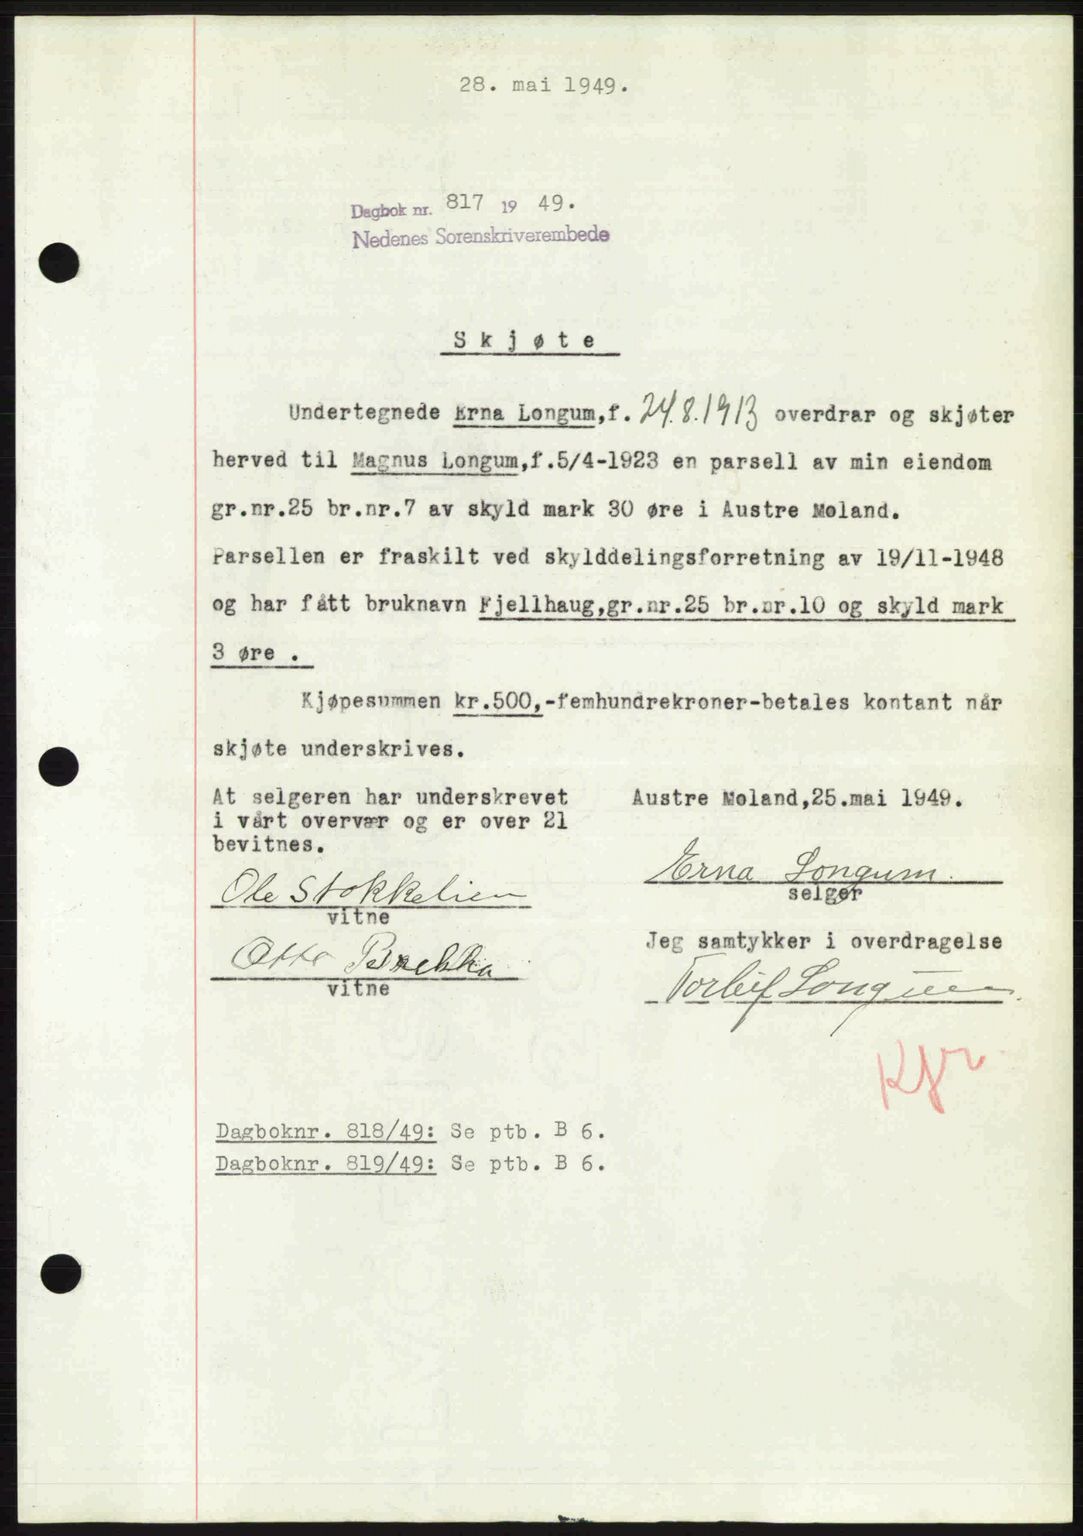 28. mai 1949.
Dagbok nr. 817 1949.
Nedenes Sorenskriverembede
Skjøte
Undertegnede Erna Longum,f. 24.8.1913 overdrar og skjøter
herved til Magnus Longum,f.5/4-1923 en parsell av min eiendom
gr.nr.25 br.nr.7 av skyld mark 30 øre i Austre Moland.
Parsellen er fraskilt ved skylddelingsforretning av 19/11-1948
og har fått bruknavn Fjellhaug,gr.nr.25 br.nr.10 og skyld mark
3 øre .
Kjøpesummen kr.500,-femhundrekroner-betales kontant når
skjøte underskrives.
At selgeren har underskrevet
i vårt overvær og er over 21
bevitnes.
Ole Stokkelien
vitne
Otto Brekka
vitne
Austre Moland,25.mai 1949.
Erna Longum.
selger
Jeg samtykker i overdragelse
Torleif Longum.
Kfr
Dagboknr. 818/49: Se ptb. B 6.
Dagboknr. 819/49: Se ptb. B 6.